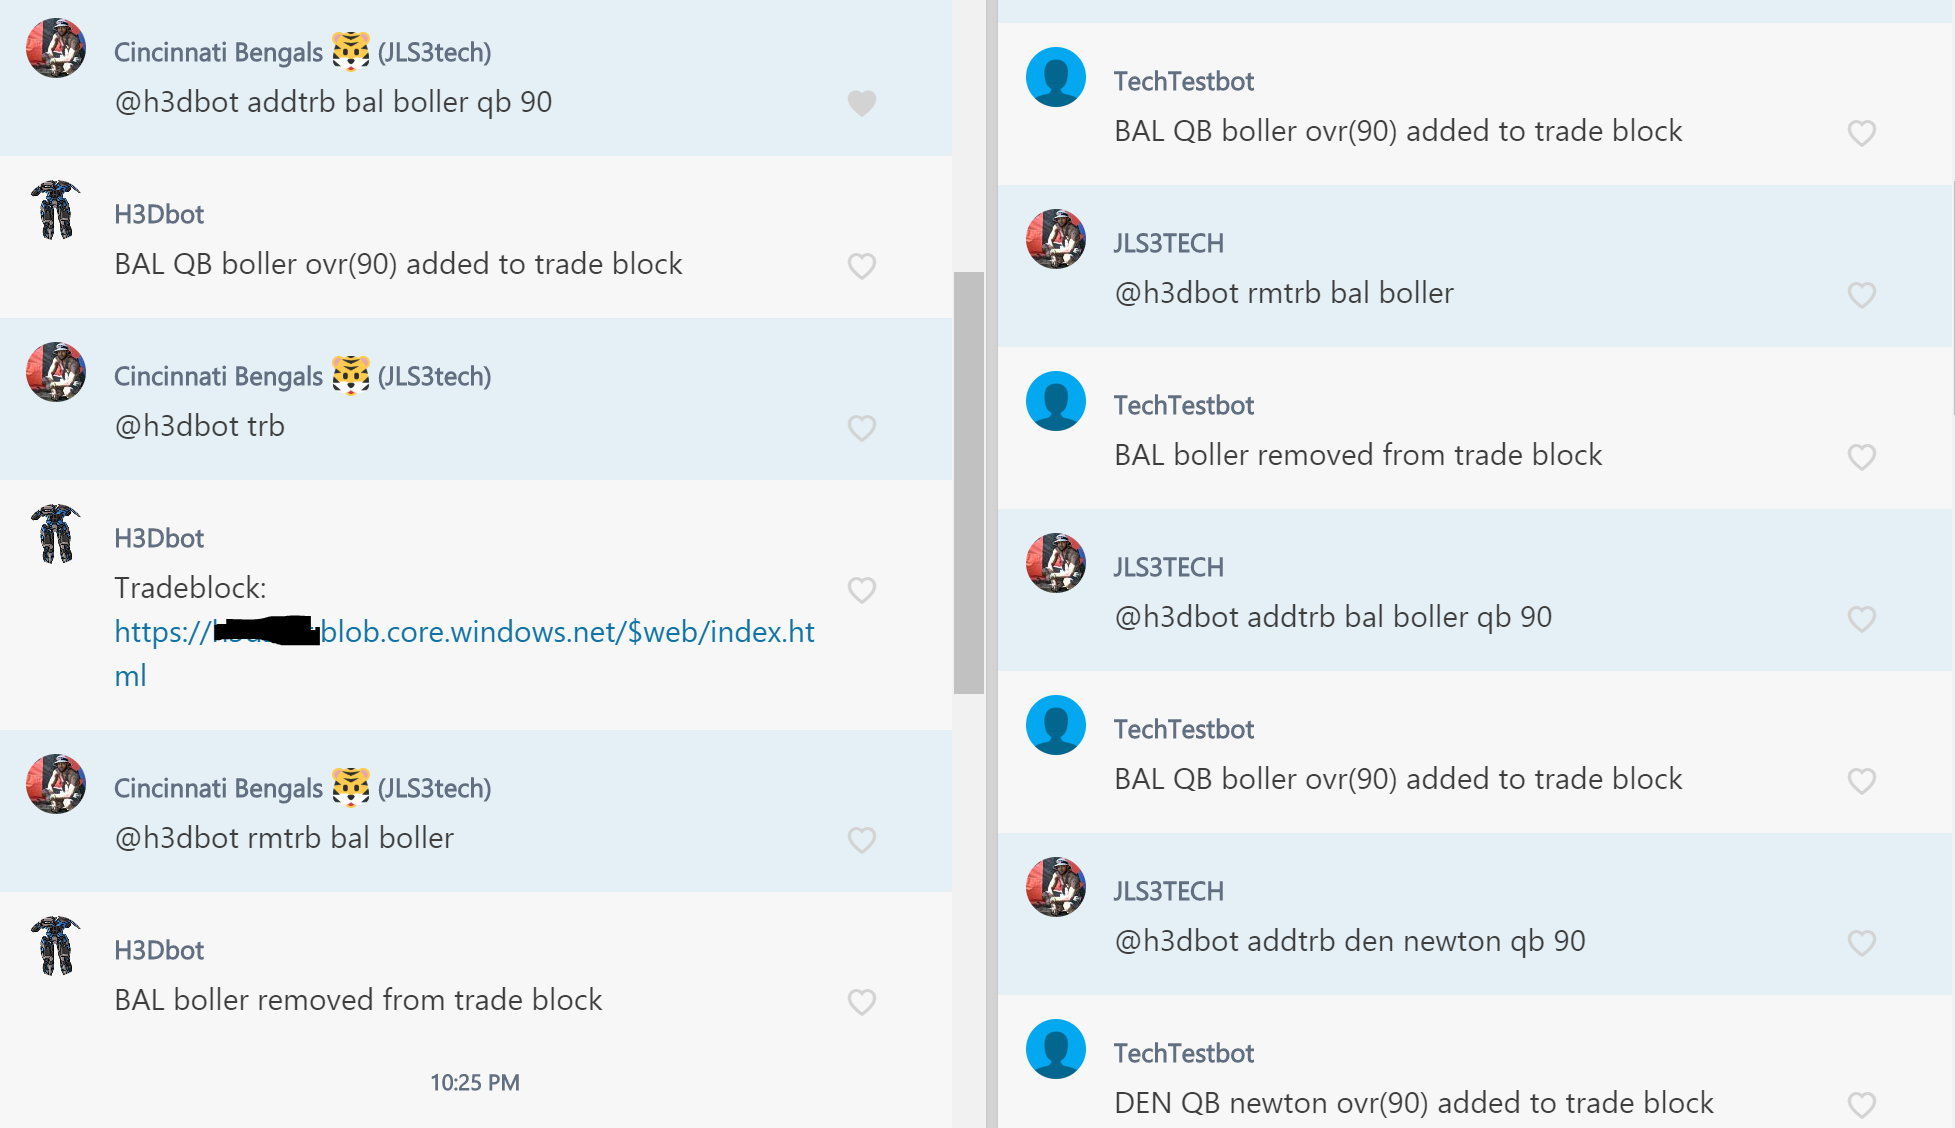 Cincinnati Bengals 🐯 (JLS3tech)
@h3dbot addtrb bal boller qb 90
H3Dbot
BAL QB boller ovr(90) added to trade block
Cincinnati Bengals 🐯 (JLS3tech)
@h3dbot trb
H3Dbot
Tradeblock:
https:// blob.core.windows.net/$web/index.ht
ml
Cincinnati Bengals 🐯 (JLS3tech)
@h3dbot rmtrb bal boller
H3Dbot
BAL boller removed from trade block
10:25 PM
TechTestbot
BAL QB boller ovr(90) added to trade block
JLS3TECH
@h3dbot rmtrb bal boller
TechTestbot
BAL boller removed from trade block
JLS3TECH
@h3dbot addtrb bal boller qb 90
TechTestbot
BAL QB boller ovr(90) added to trade block
JLS3TECH
@h3dbot addtrb den newton qb 90
TechTestbot
DEN QB newton ovr(90) added to trade block